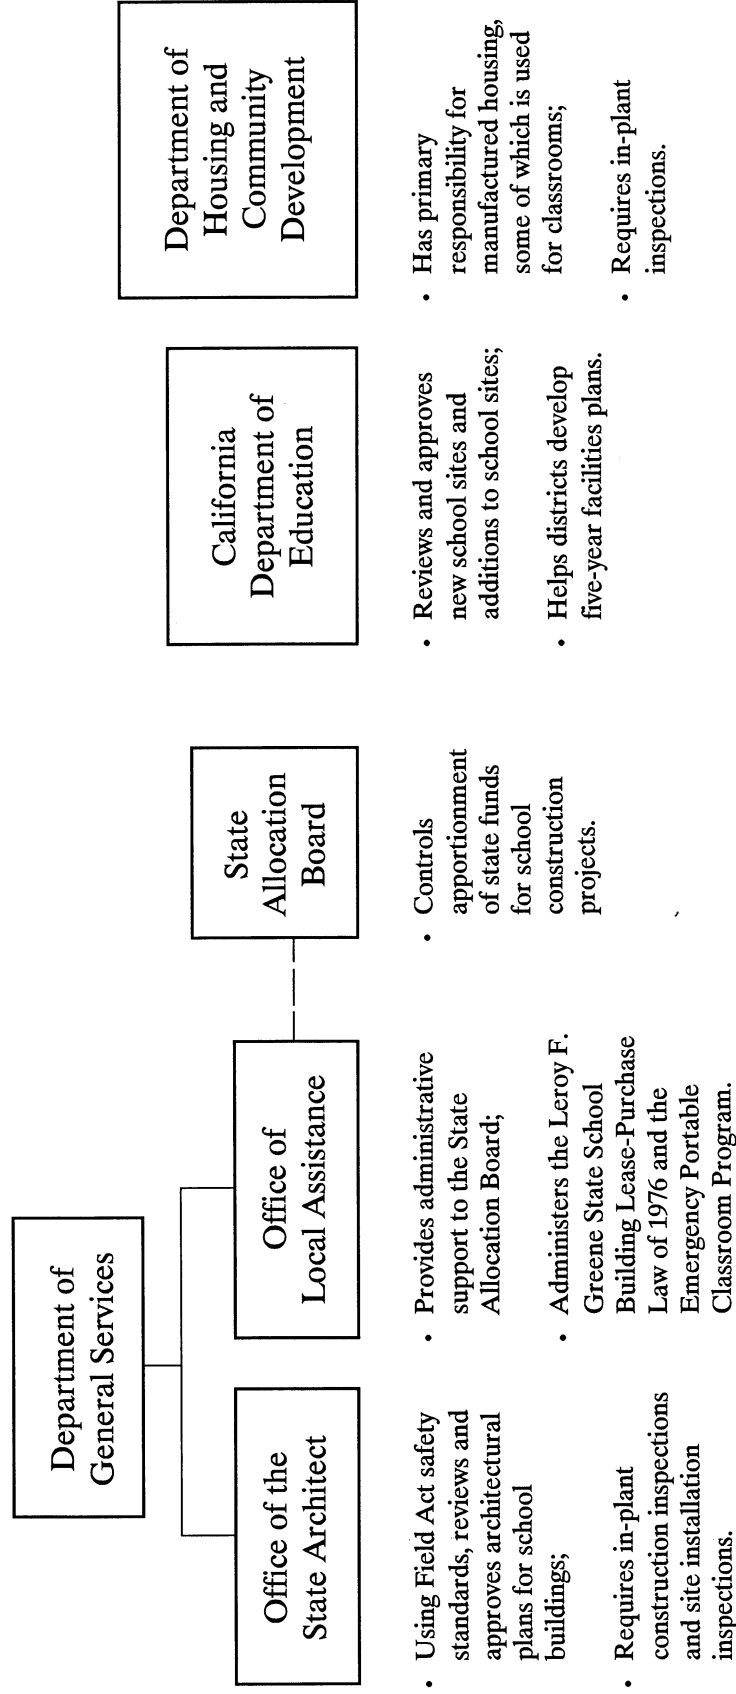 Department of
General Services
Office of the
State Architect
• Using Field Act safety
standards, reviews and
approves architectural
plans for school
buildings;
• Requires in-plant
construction inspections
and site installation
inspections.
Office of
Local Assistance
• Provides administrative
support to the State
Allocation Board;
• Administers the Leroy F.
Greene State School
Building Lease-Purchase
Law of 1976 and the
Emergency Portable
Classroom Program.
State
Allocation
Board
• Controls
apportionment
of state funds
for school
construction
projects.
California
Department of
Education
• Reviews and approves
new school sites and
additions to school sites;
• Helps districts develop
five-year facilities plans.
Department of
Housing and
Community
Development
• Has primary
responsibility for
manufactured housing,
some of which is used
for classrooms;
• Requires in-plant
inspections.